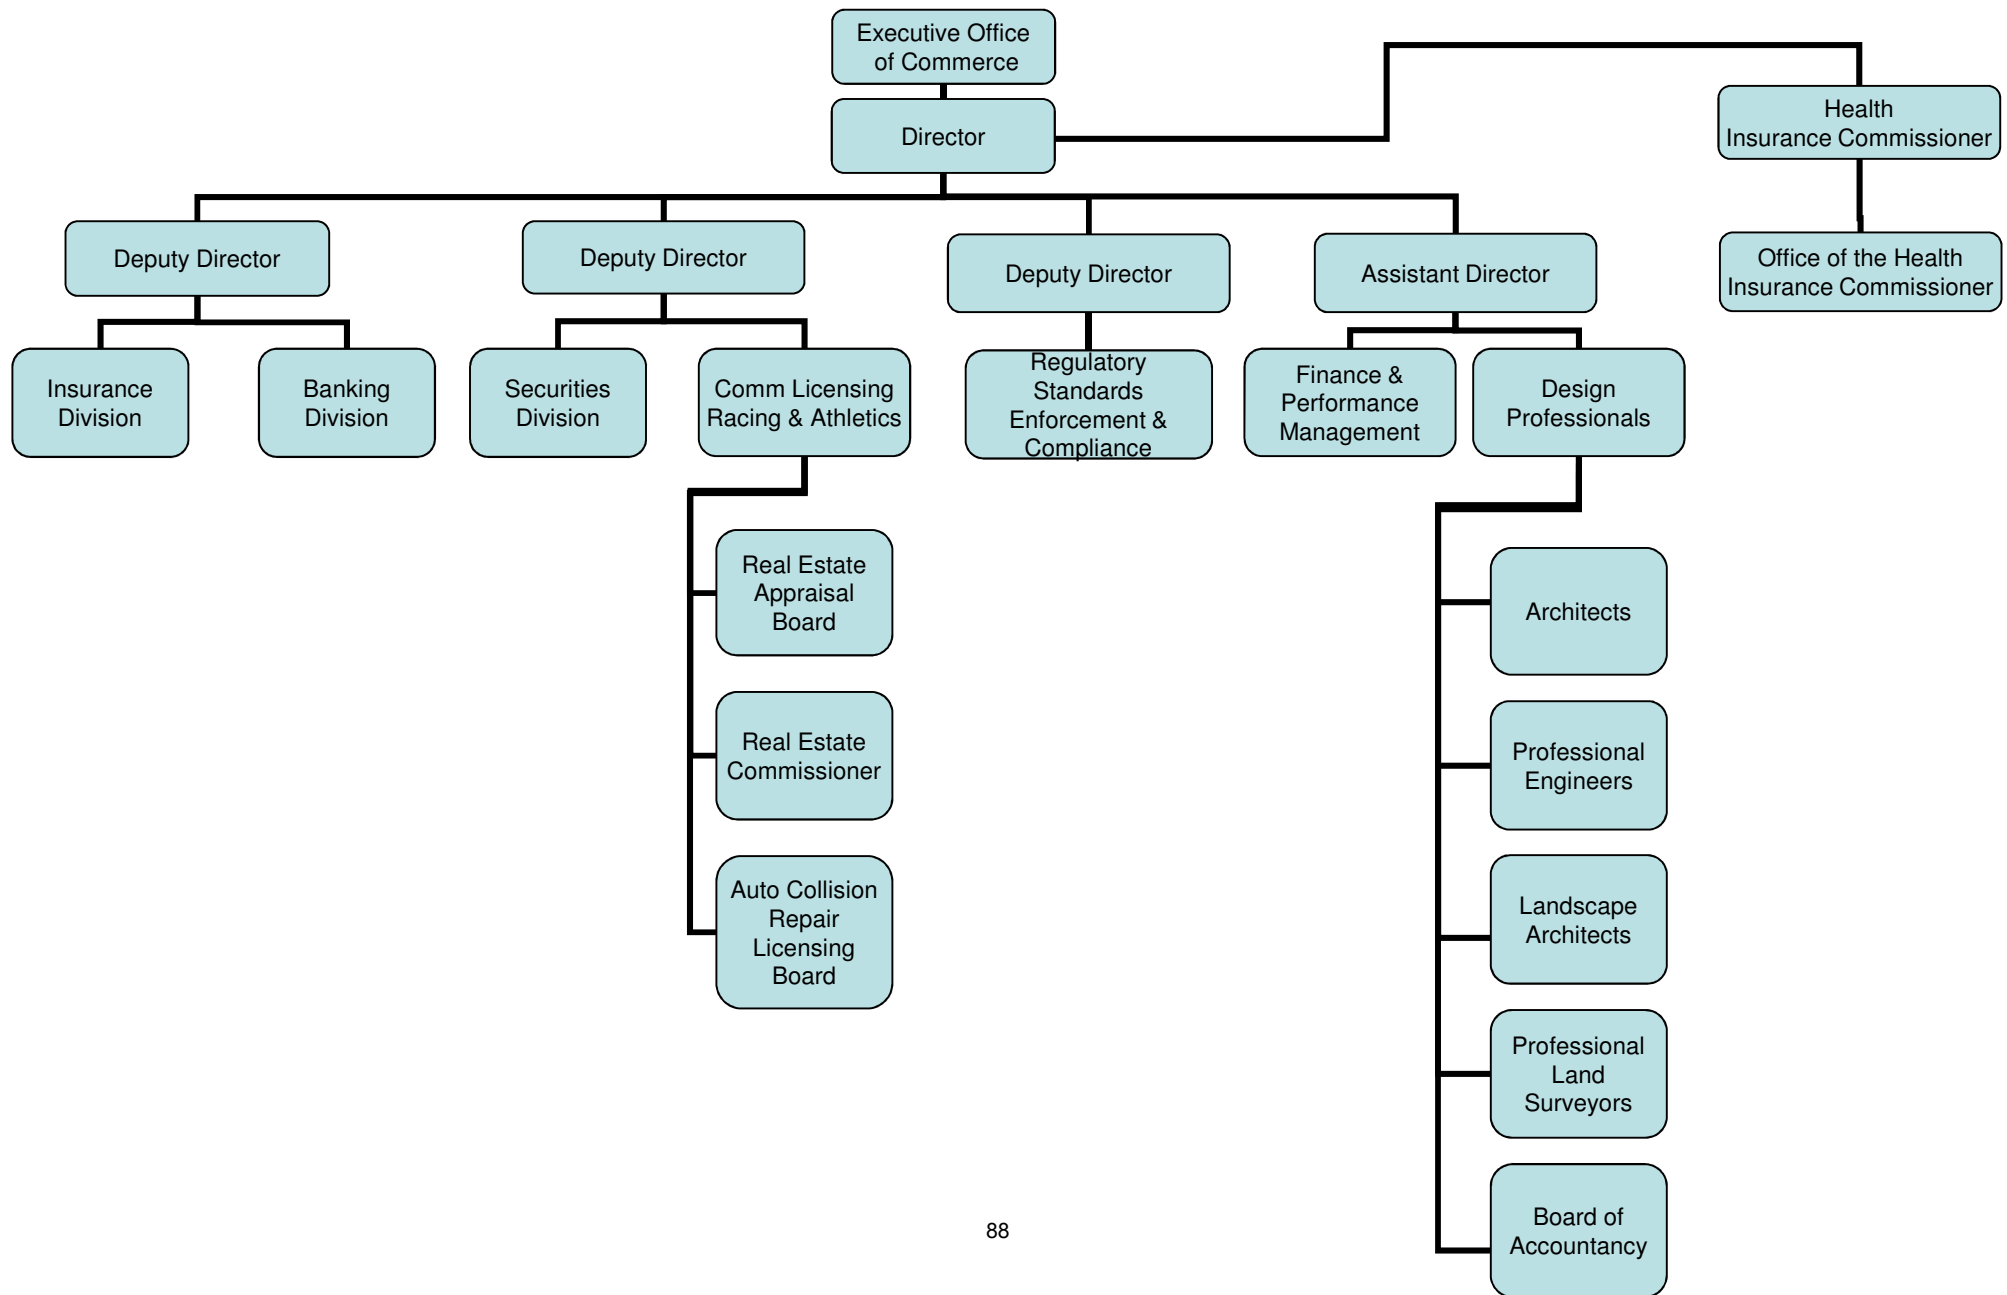 Executive Office
of Commerce
Director
Health
Insurance Commissioner
Deputy Director
Deputy Director
Deputy Director
Assistant Director
Office of the Health
Insurance Commissioner
Insurance
Division
Banking
Division
Securities
Division
Comm Licensing
Racing & Athletics
Regulatory
Standards
Enforcement &
Compliance
Finance &
Performance
Management
Design
Professionals
Real Estate
Appraisal
Board
Real Estate
Commissioner
Auto Collision
Repair
Licensing
Board
Architects
Professional
Engineers
Landscape
Architects
Professional
Land
Surveyors
Board of
Accountancy
88